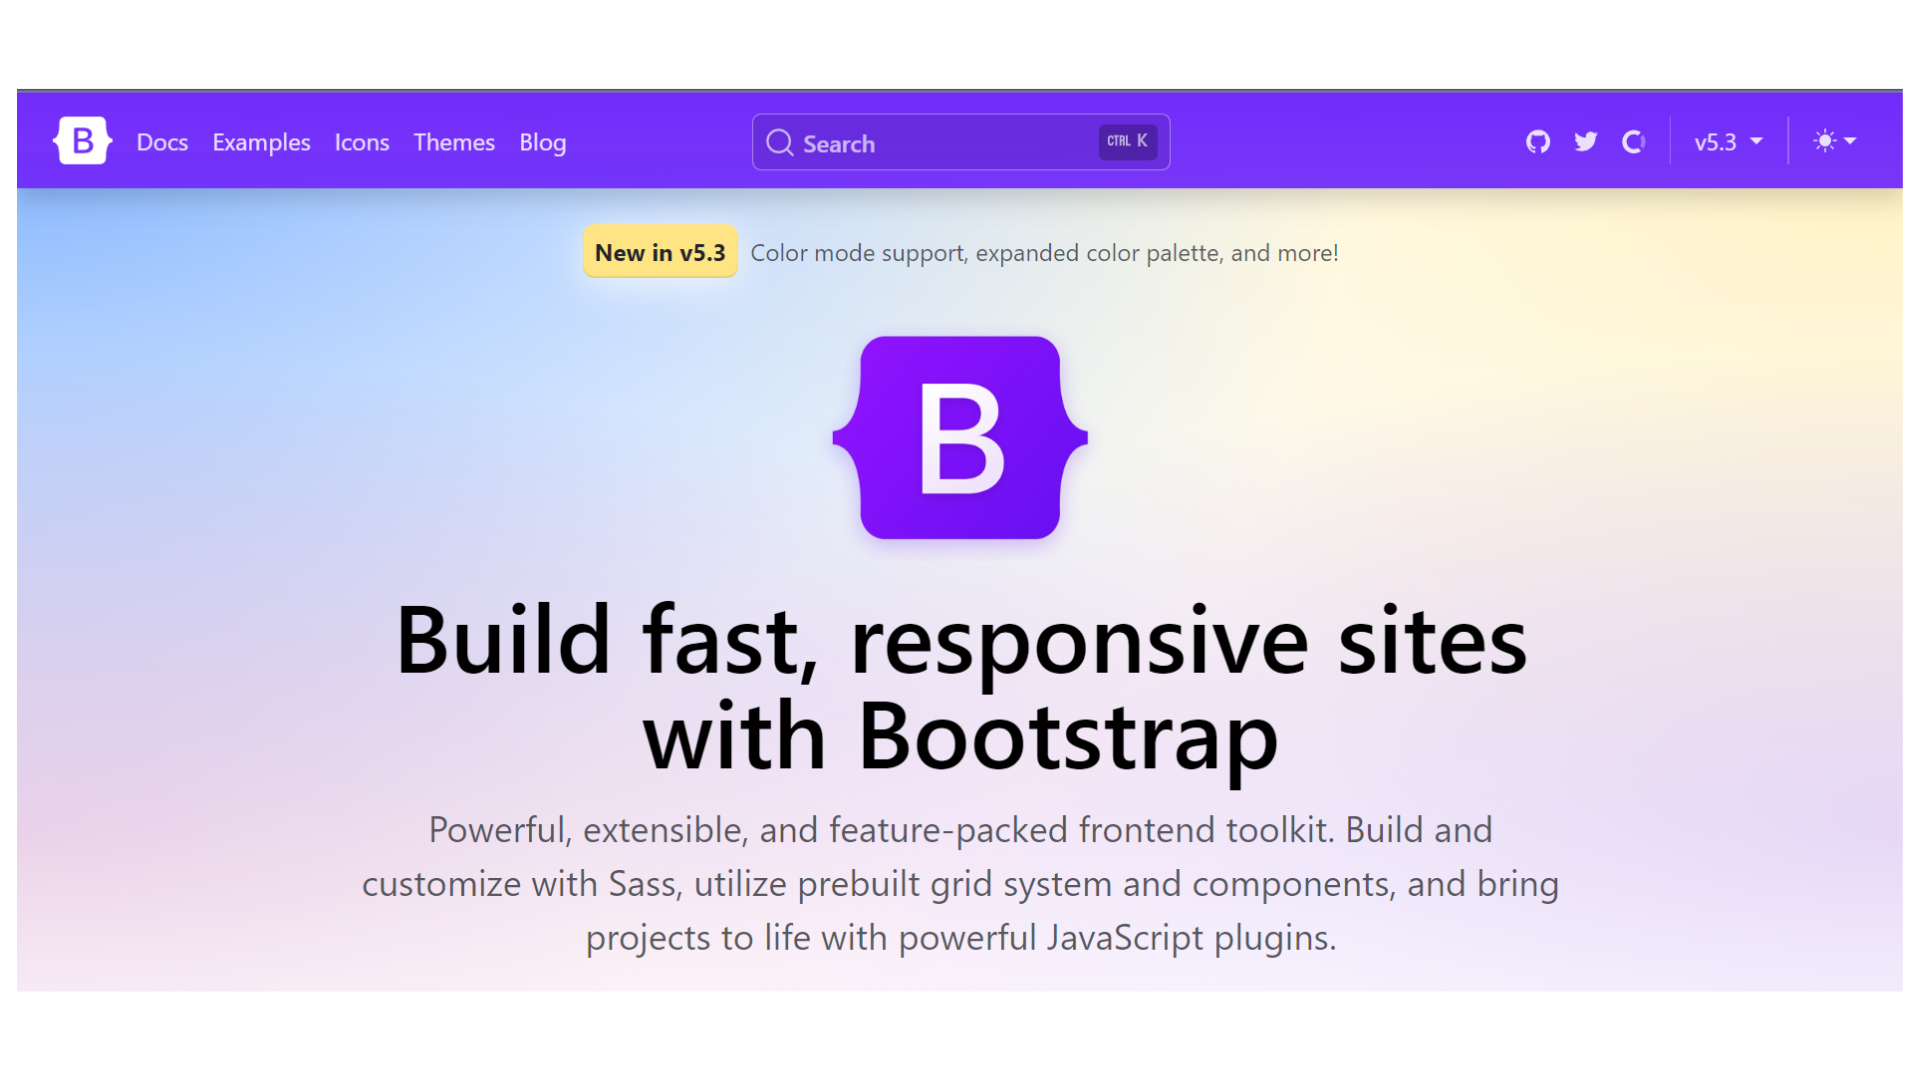 B Docs Examples Icons Themes Blog Search CTRL K v5.3
New in v5.3 Color mode support, expanded color palette, and more!
B
Build fast, responsive sites
with Bootstrap
Powerful, extensible, and feature-packed frontend toolkit. Build and
customize with Sass, utilize prebuilt grid system and components, and bring
projects to life with powerful JavaScript plugins.